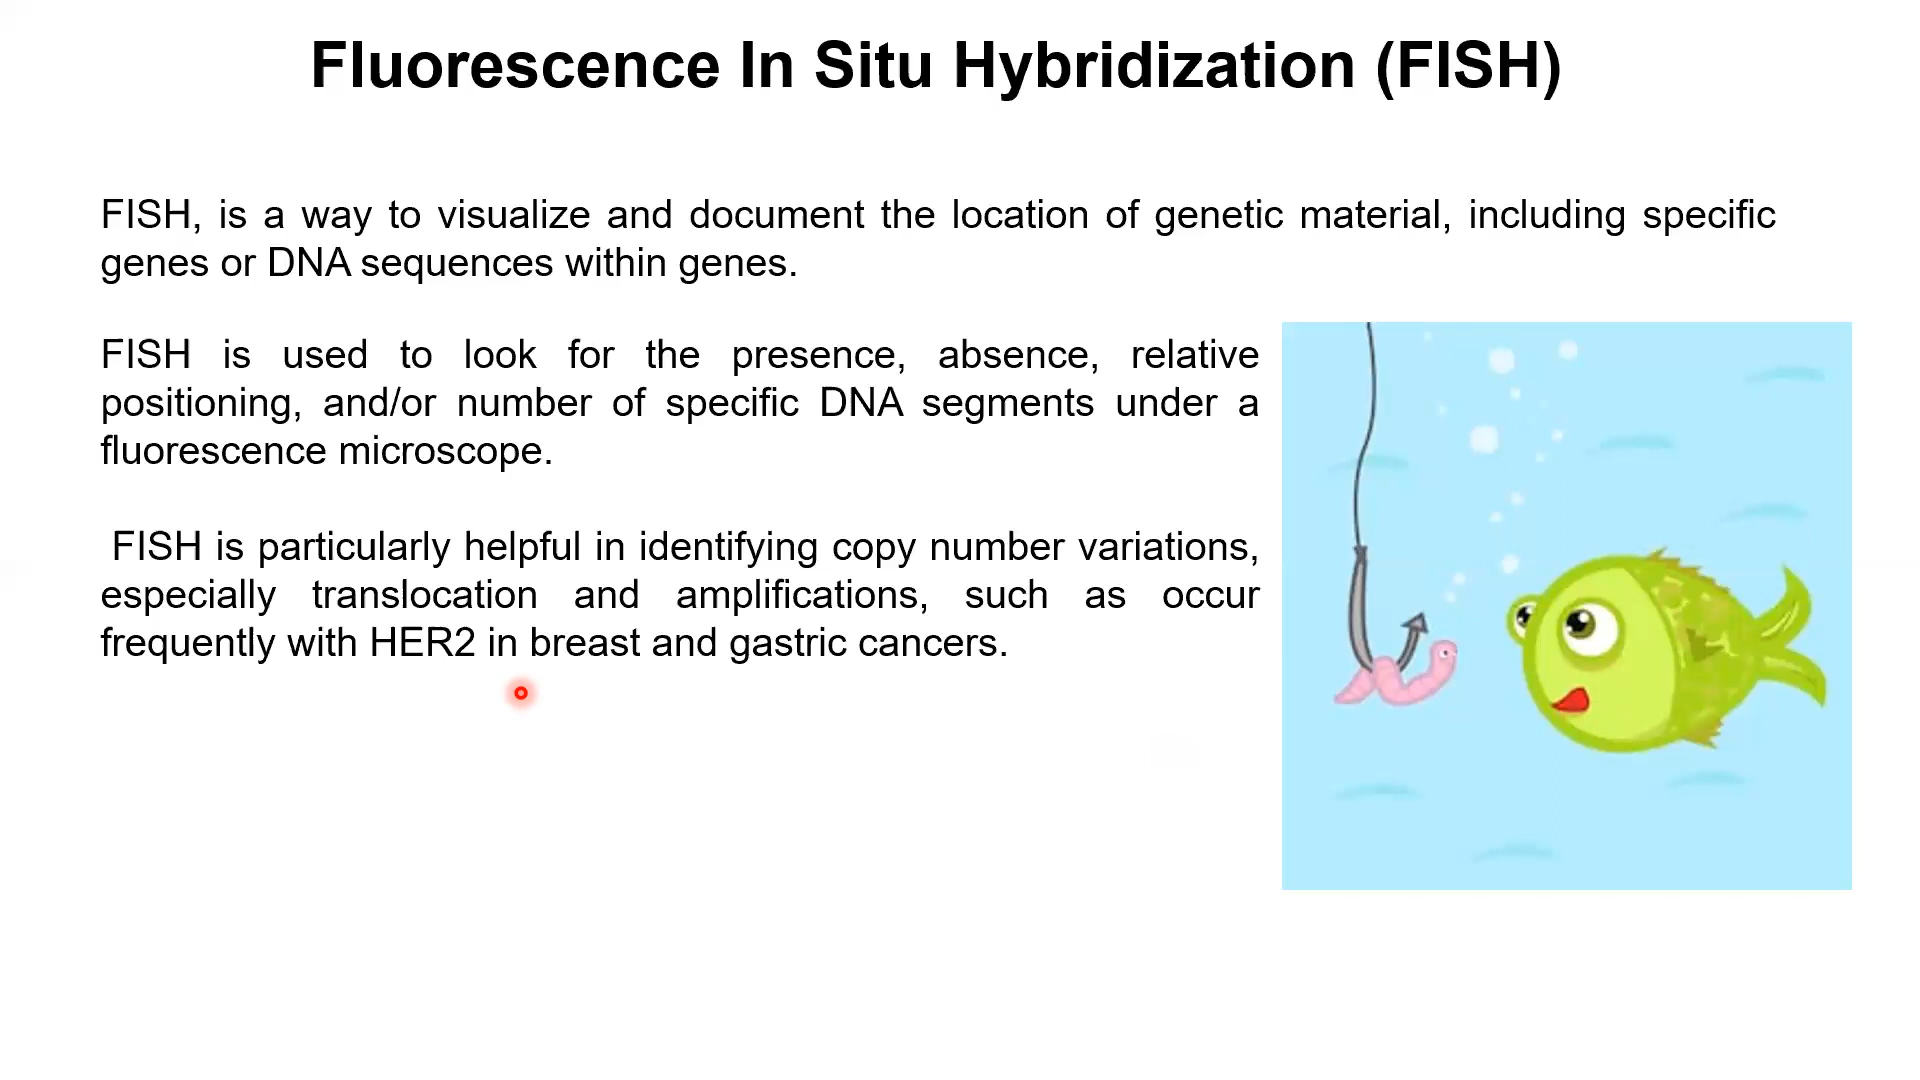 Fluorescence In Situ Hybridization (FISH)
FISH, is a way to visualize and document the location of genetic material, including specific
genes or DNA sequences within genes.
FISH is used to look for the presence, absence, relative
positioning, and/or number of specific DNA segments under a
fluorescence microscope.
FISH is particularly helpful in identifying copy number variations,
especially translocation and amplifications, such as occur
frequently with HER2 in breast and gastric cancers.